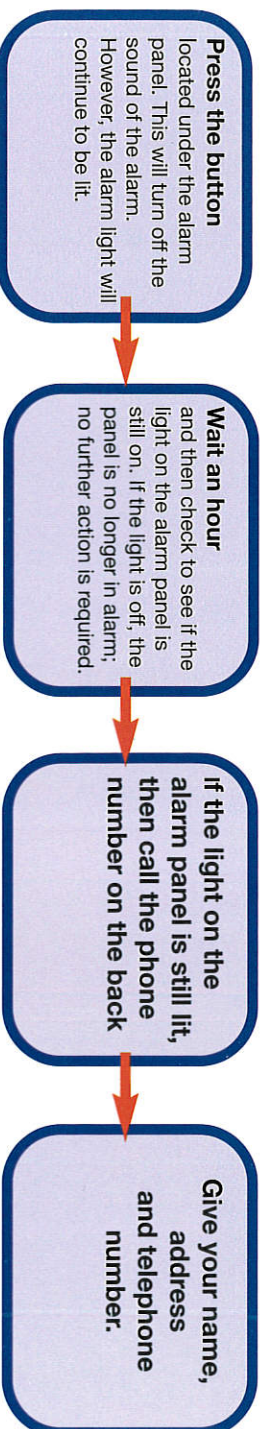 Press the button
located under the alarm
panel. This will turn off the
sound of the alarm.
However, the alarm light will
continue to be lit.
Wait an hour
and then check to see if the
light on the alarm panel is
still on. If the light is off, the
panel is no longer in alarm;
no further action is required.
If the light on the
alarm panel is still lit,
then call the phone
number on the back
Give your name,
address
and telephone
number.